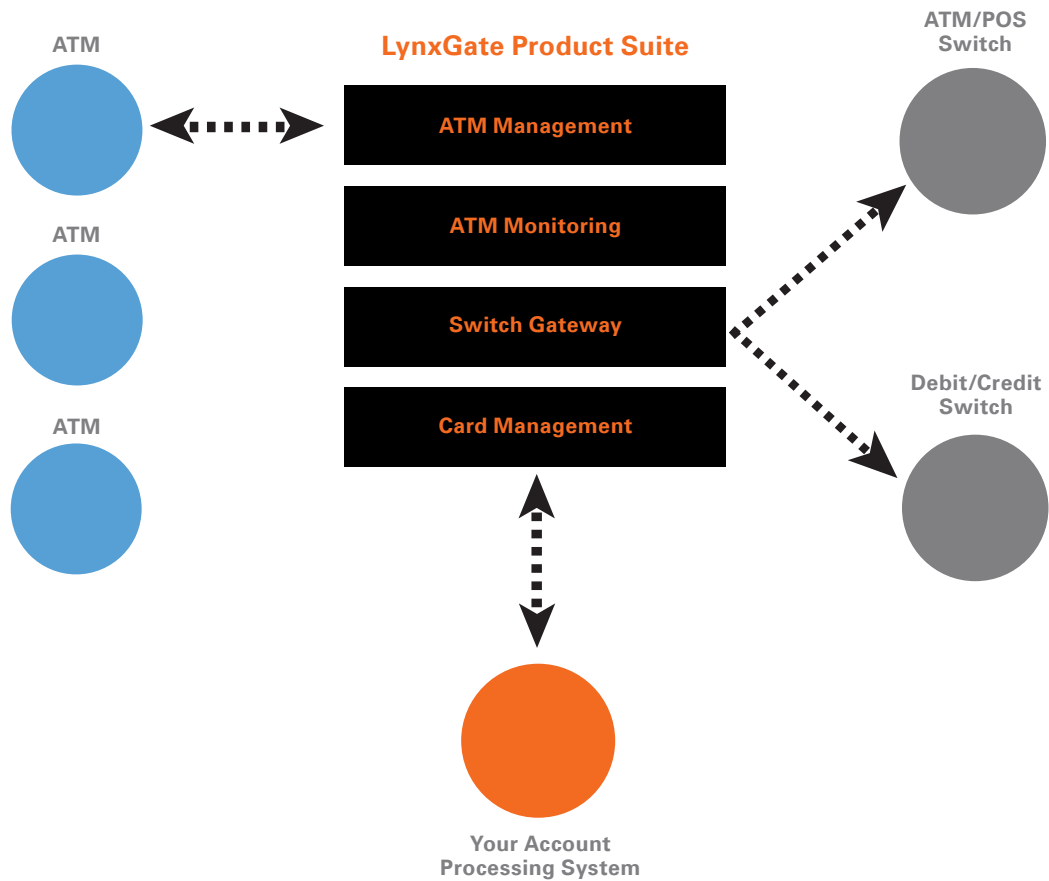 ATM
LynxGate Product Suite
ATM/POS
Switch
ATM Management
ATM
ATM Monitoring
Switch Gateway
Debit/Credit
Switch
ATM
Card Management
Your Account
Processing System